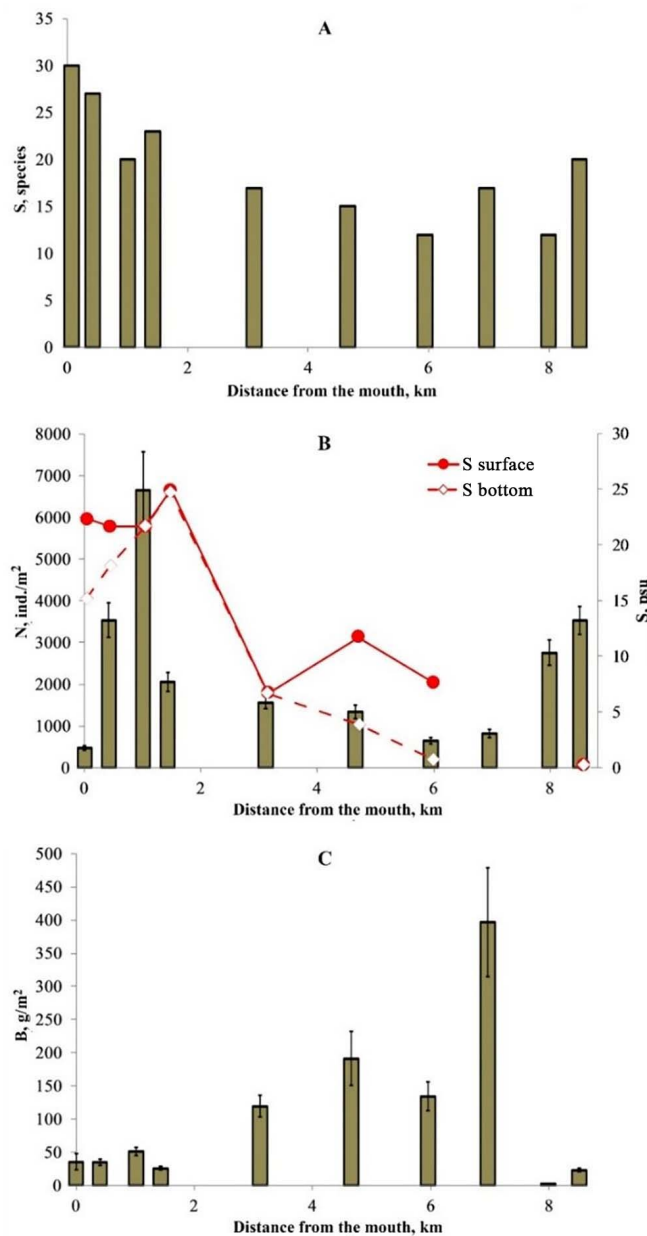 A
35
30
25
20
15
10
5
0
S, species
0 2 4 6 8
Distance from the mouth, km
B
8000 30
7000
6000 25
5000 20
4000 15
3000 10
2000 5
1000
0 0
N, ind./m²
S, psu
S surface
S bottom
0 2 4 6 8
Distance from the mouth, km
C
500
450
400
350
300
250
200
150
100
50
0
B, g/m²
0 2 4 6 8
Distance from the mouth, km